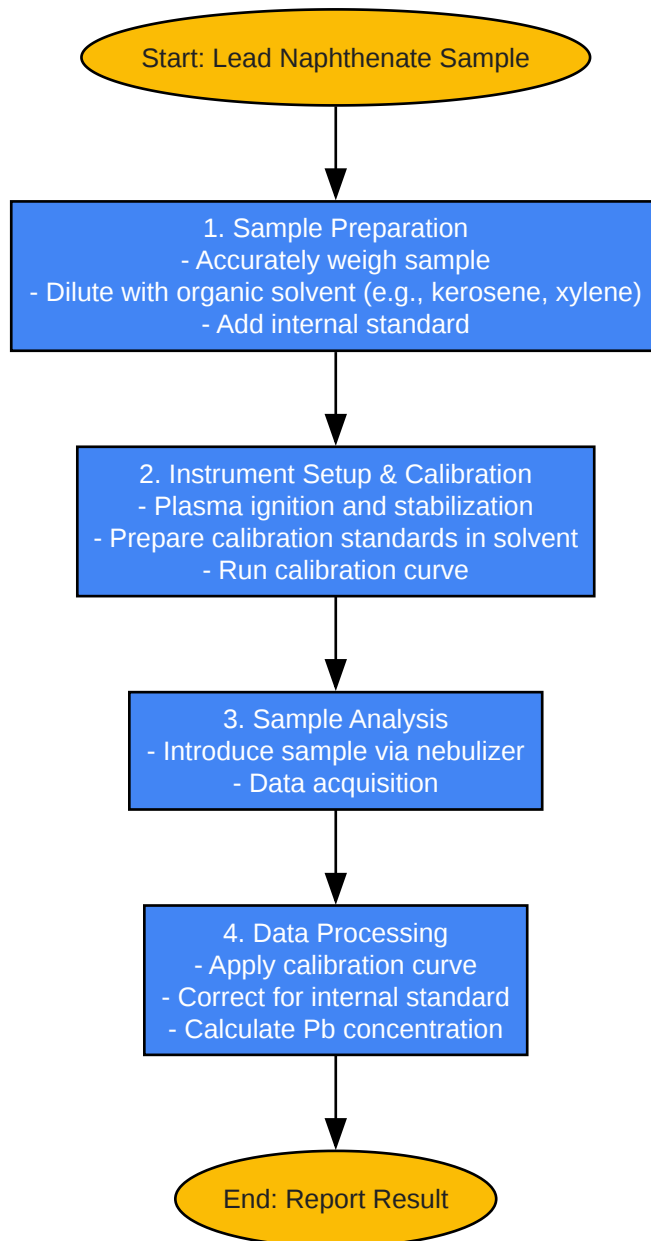 Start: Lead Naphthenate Sample
1. Sample Preparation
- Accurately weigh sample
- Dilute with organic solvent (e.g., kerosene, xylene)
- Add internal standard
2. Instrument Setup & Calibration
- Plasma ignition and stabilization
- Prepare calibration standards in solvent
- Run calibration curve
3. Sample Analysis
- Introduce sample via nebulizer
- Data acquisition
4. Data Processing
- Apply calibration curve
- Correct for internal standard
- Calculate Pb concentration
End: Report Result